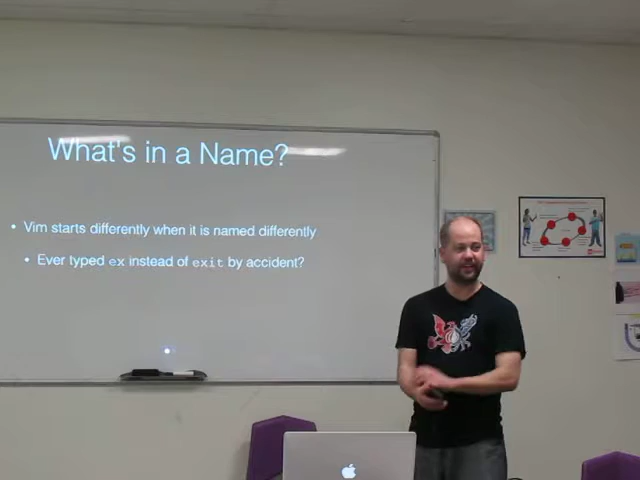 What's in a Name?
• Vim starts differently when it is named differently
• Ever typed ex instead of exit by accident?